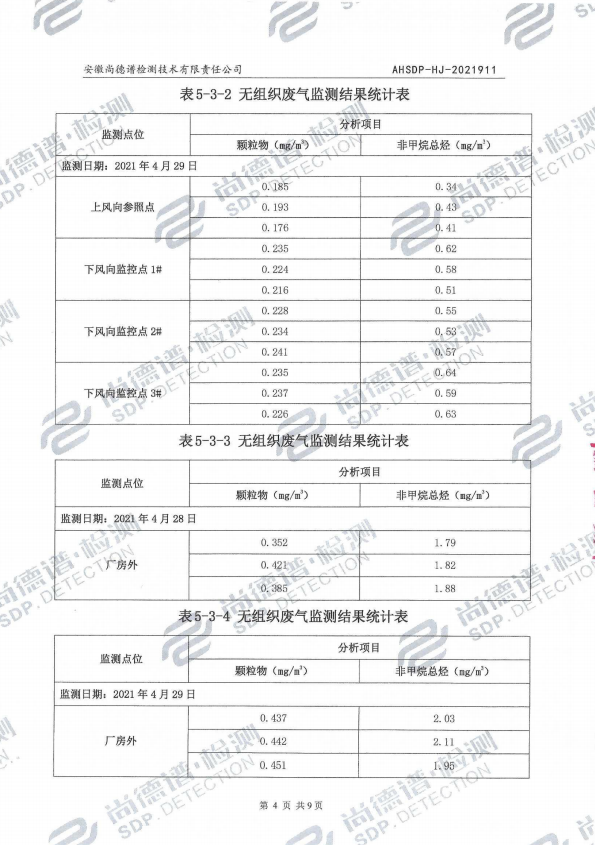 安徽尚德谱检测技术有限责任公司 AHSDP-HJ-2021911
表5-3-2 无组织废气监测结果统计表
监测点位 分析项目
颗粒物（mg/m³） 非甲烷总烃（mg/m³）
监测日期：2021 年 4 月 29 日
上风向参照点 0.185 0.34
0.193 0.43
0.176 0.41
下风向监控点 1# 0.235 0.62
0.224 0.58
0.216 0.51
下风向监控点 2# 0.228 0.55
0.234 0.53
0.241 0.57
下风向监控点 3# 0.235 0.64
0.237 0.59
0.226 0.63
表5-3-3 无组织废气监测结果统计表
监测点位 分析项目
颗粒物（mg/m³） 非甲烷总烃（mg/m³）
监测日期：2021 年 4 月 28 日
厂房外 0.352 1.79
0.421 1.82
0.385 1.88
表5-3-4 无组织废气监测结果统计表
监测点位 分析项目
颗粒物（mg/m³） 非甲烷总烃（mg/m³）
监测日期：2021 年 4 月 29 日
厂房外 0.437 2.03
0.442 2.11
0.451 1.95
第 4 页 共9页
尚德谱·检测
SDP.DETECTION